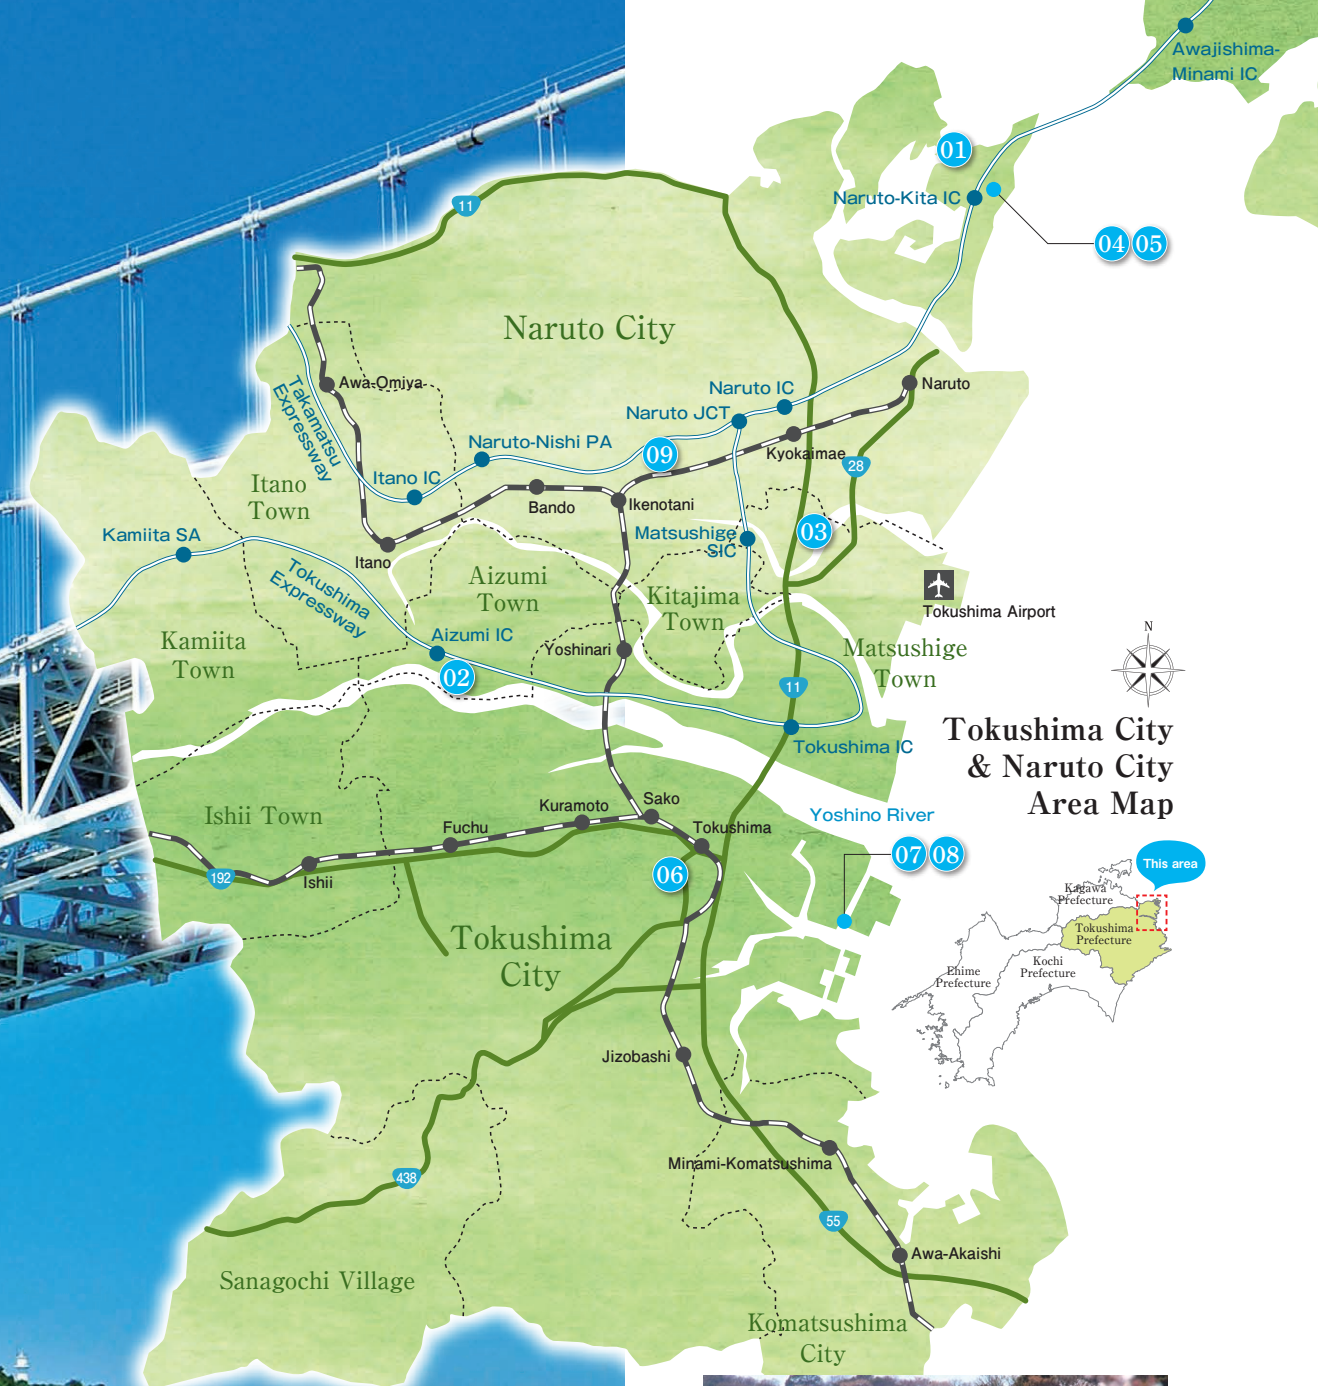 Awajishima-
Minami IC
01
Naruto-Kita IC
11
04 05
Naruto City
Awa-Omiya
Takamatsu
Expressway
Naruto IC
Naruto
Naruto JCT
Naruto-Nishi PA
09
Kyokaimae
28
Itano IC
Itano
Town
Bando
Ikenotani
Kamiita SA
Matsushige
SIC
03
Itano
Tokushima
Expressway
Aizumi
Town
Kitajima
Town
Tokushima Airport
Kamiita
Town
Aizumi IC
Yoshinari
Matsushige
Town
02
11
N
Tokushima IC
Tokushima City
& Naruto City
Area Map
Ishii Town
Kuramoto
Sako
Yoshino River
Fuchu
Tokushima
07 08
192
Ishii
06
This area
Kagawa
Prefecture
Tokushima
Prefecture
Kochi
Prefecture
Ehime
Prefecture
Tokushima
City
Jizobashi
Minami-Komatsushima
438
55
Awa-Akaishi
Sanagochi Village
Komatsushima
City